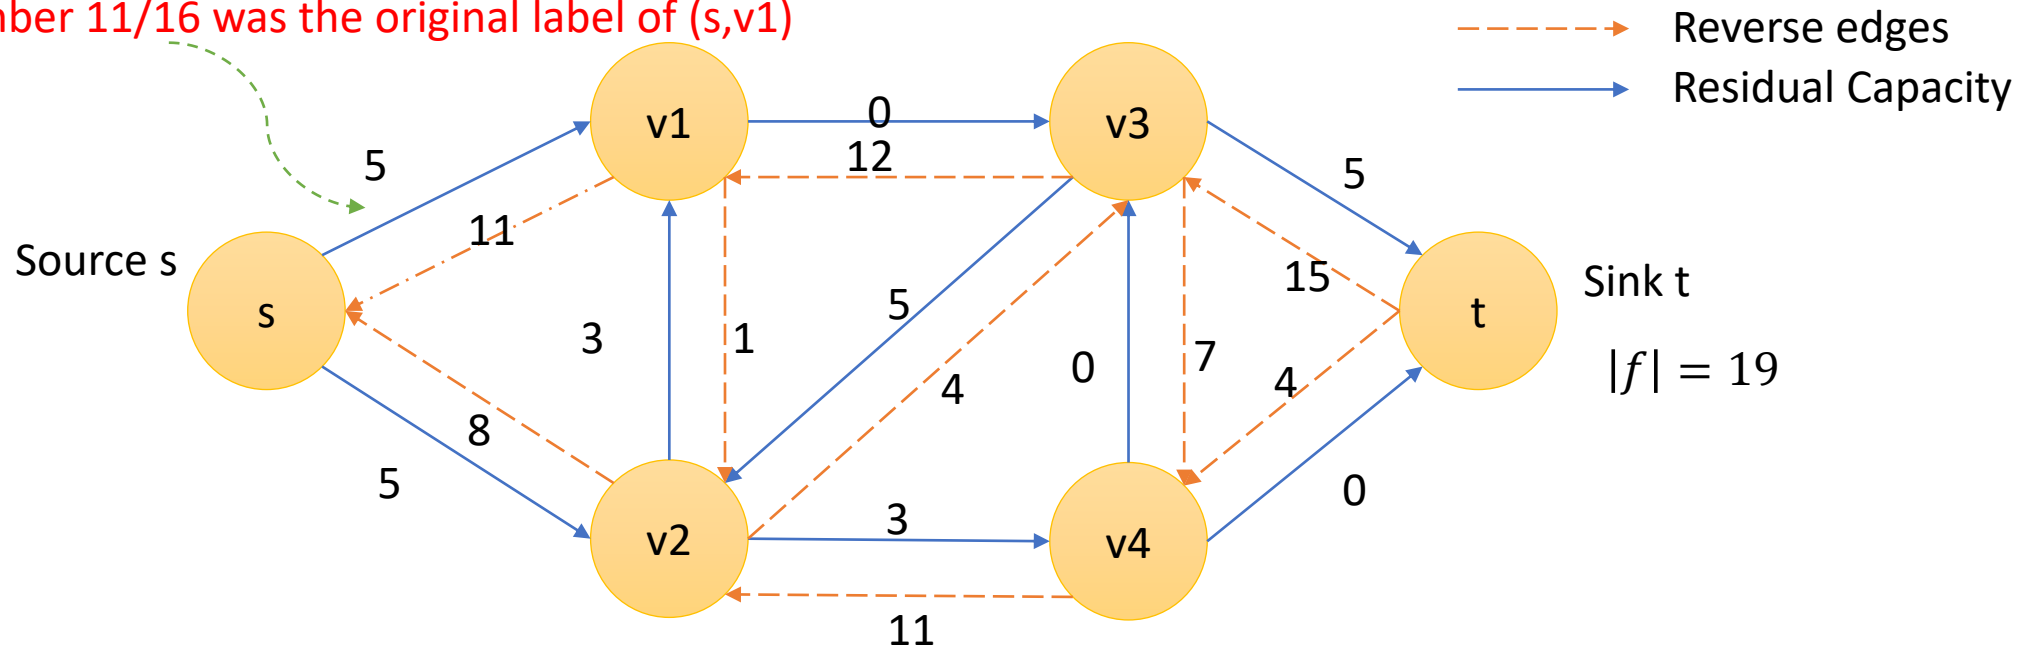 11/16 was the original label of (s,v1)
Reverse edges
Residual Capacity
v1
0
v3
12
5
5
11
Source s
s
3
1
5
4
0
7
15
4
t
Sink t
|f| = 19
8
5
v2
3
v4
0
11